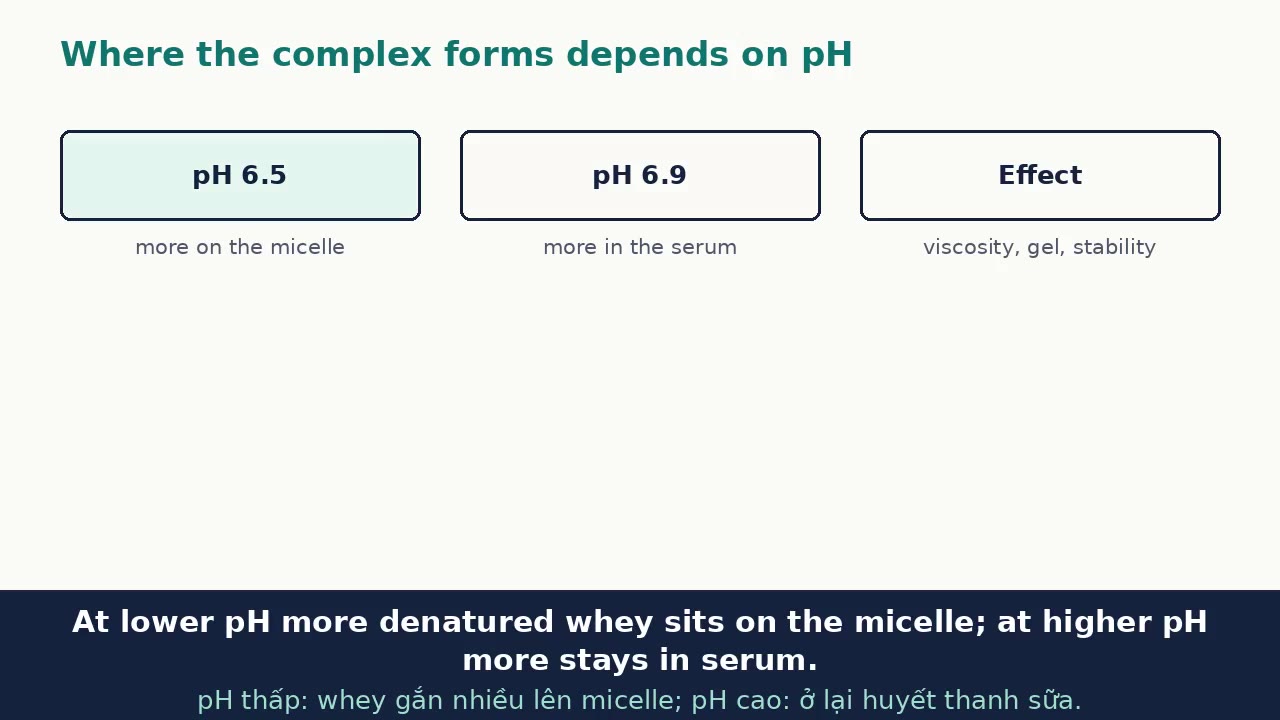 Where the complex forms depends on pH
pH 6.5
pH 6.9
Effect
more on the micelle
more in the serum
viscosity, gel, stability
At lower pH more denatured whey sits on the micelle; at higher pH
more stays in serum.
pH thấp: whey gắn nhiều lên micelle; pH cao: ở lại huyết thanh sữa.